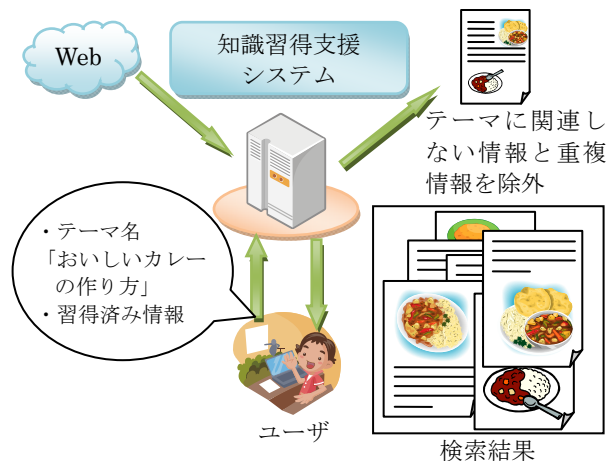 Web
知識習得支援
システム
テーマに関連し
ない情報と重複
情報を除外
・テーマ名
「おいしいカレー
の作り方」
・習得済み情報
ユーザ
検索結果